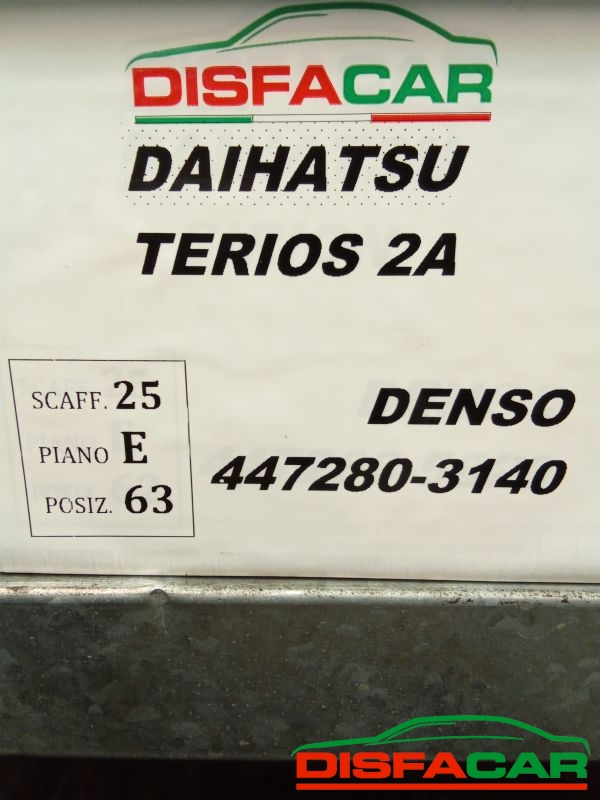 DISFACAR
DAIHATSU
TERIOS 2A
SCAFF. 25
PIANO E
POSIZ. 63
DENSO
447280-3140
DISFACAR